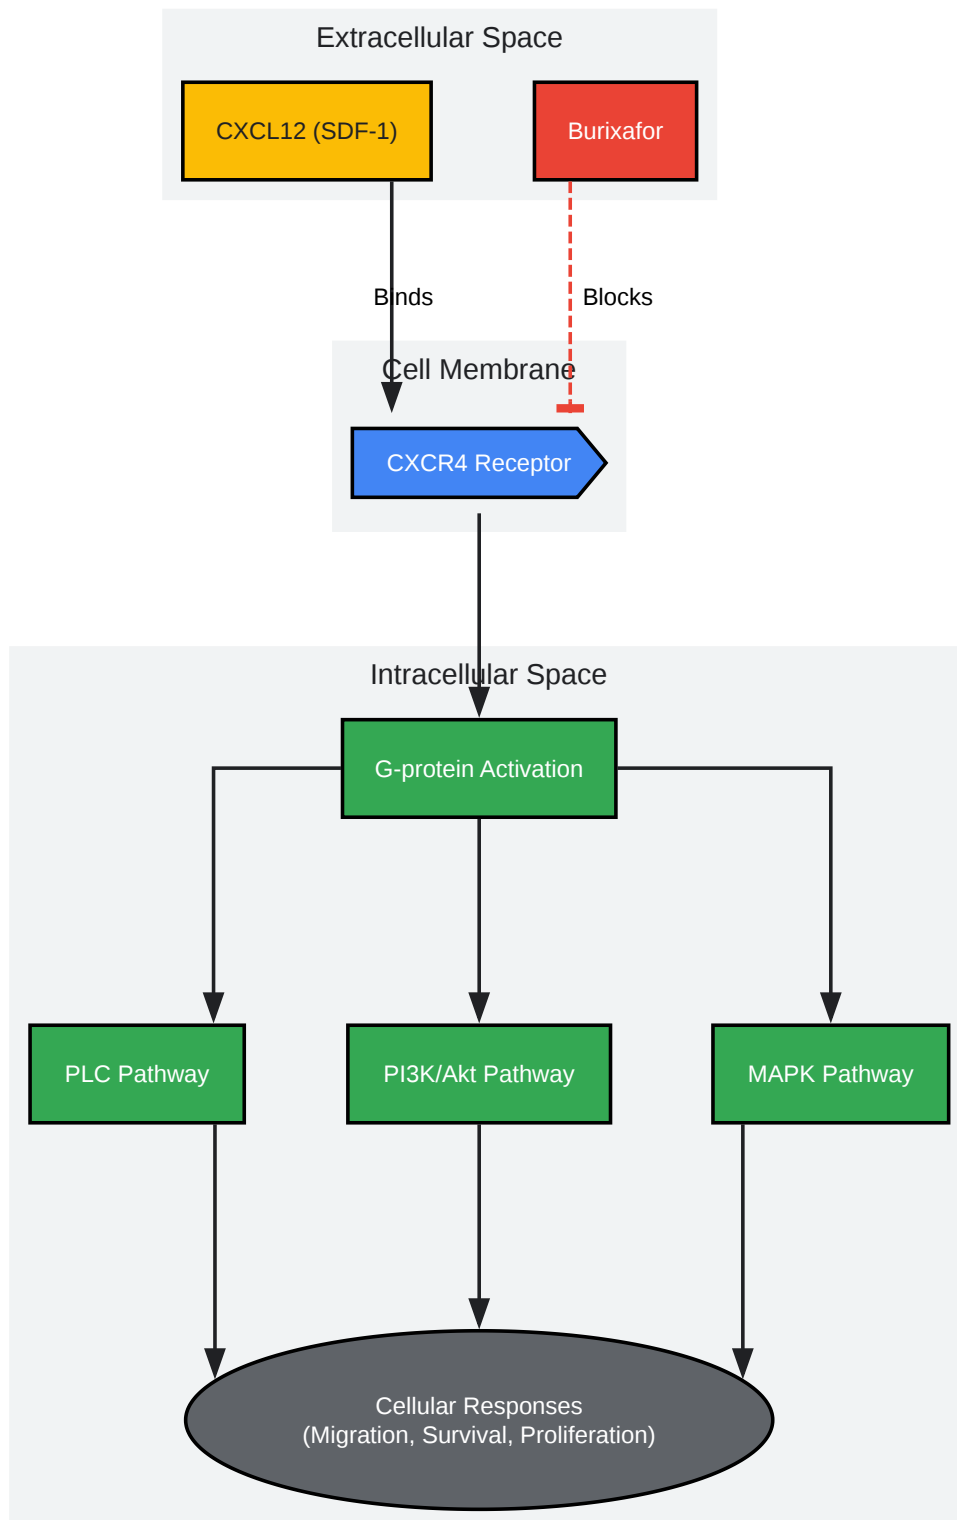 Extracellular Space
CXCL12 (SDF-1)
Burixafor
Binds
Blocks
Cell Membrane
CXCR4 Receptor
Intracellular Space
G-protein Activation
PLC Pathway
PI3K/Akt Pathway
MAPK Pathway
Cellular Responses
(Migration, Survival, Proliferation)